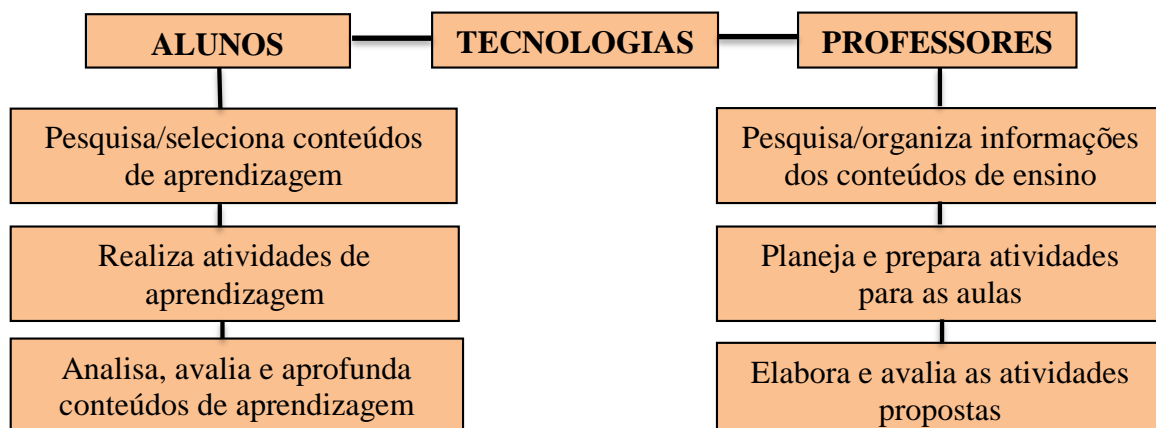 ALUNOS
TECNOLOGIAS
PROFESSORES
Pesquisa/seleciona conteúdos
de aprendizagem
Realiza atividades de
aprendizagem
Analisa, avalia e aprofunda
conteúdos de aprendizagem
Pesquisa/organiza informações
dos conteúdos de ensino
Planeja e prepara atividades
para as aulas
Elabora e avalia as atividades
propostas